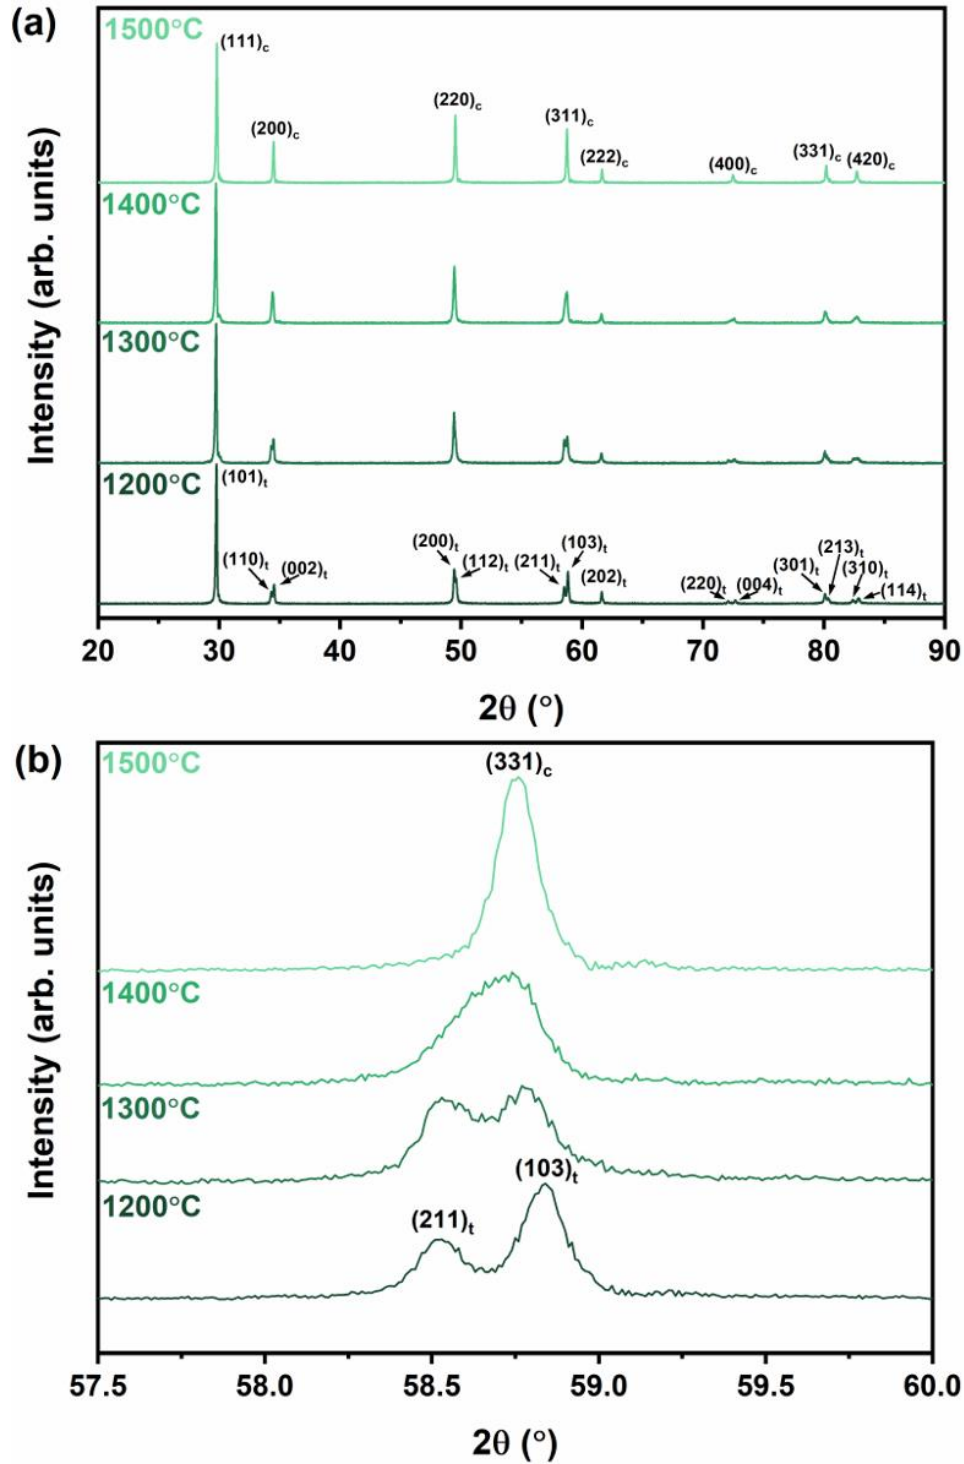 (a)
1500°C
(111)c
(200)c
(220)c
(311)c
(222)c
(400)c
(331)c
(420)c
1400°C
1300°C
1200°C
(101)t
(110)t
(002)t
(200)t
(112)t
(211)t
(103)t
(202)t
(220)t
(004)t
(301)t
(213)t
(310)t
(114)t
Intensity (arb. units)
20 30 40 50 60 70 80 90
2θ (°)
(b)
1500°C
(331)c
1400°C
1300°C
1200°C
(211)t
(103)t
Intensity (arb. units)
57.5 58.0 58.5 59.0 59.5 60.0
2θ (°)